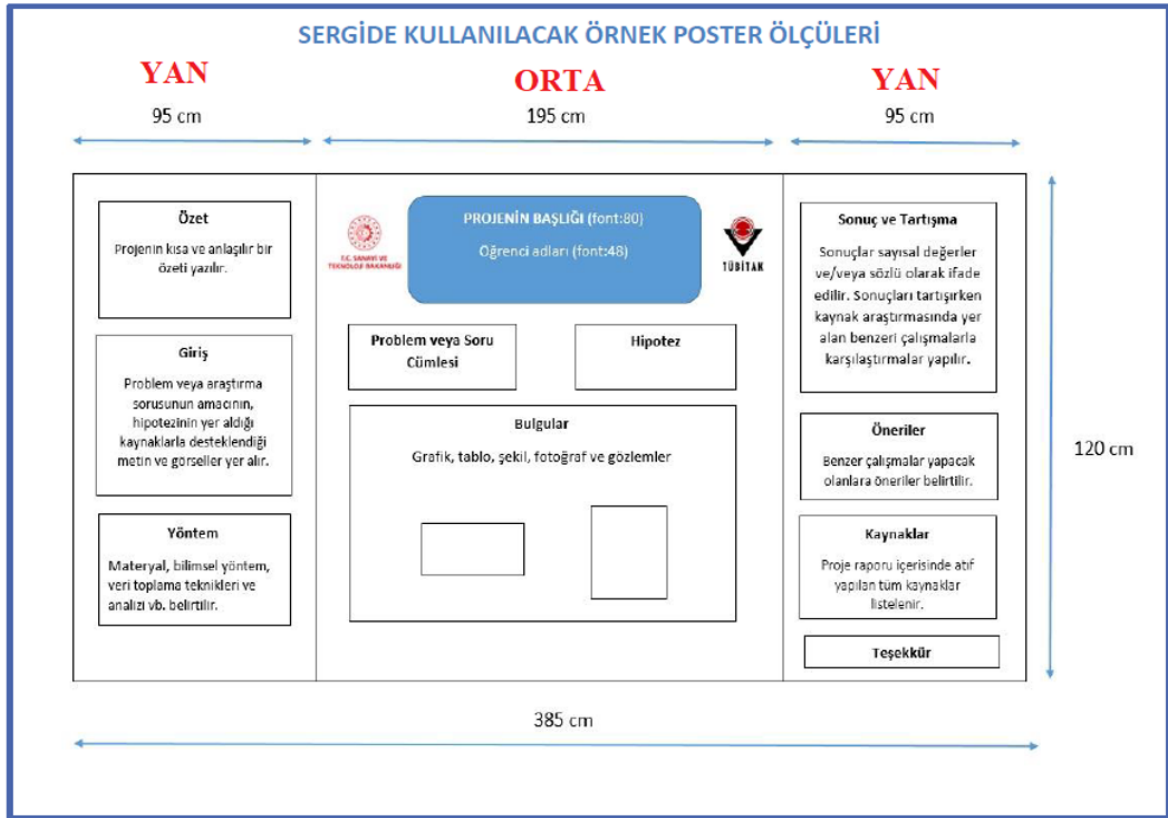 SERGİDE KULLANILACAK ÖRNEK POSTER ÖLÇÜLERİ
YAN
ORTA
YAN
95 cm
195 cm
95 cm
Özet
Projenin kısa ve anlaşılır bir
özeti yazılır.
Giriş
Problem veya araştırma
sorusunun amacının,
hipotezinin yer aldığı
kaynaklarla desteklendiği
metin ve görseller yer alır.
Yöntem
Materyal, bilimsel yöntem,
veri toplama teknikleri ve
analizi vb. belirtilir.
T.C. SANAYİ VE
TEKNOLOJİ BAKANLIĞI
PROJENİN BAŞLIĞI (font:80)
Öğrenci adları (font:48)
TÜBİTAK
Problem veya Soru
Cümlesi
Hipotez
Bulgular
Grafik, tablo, şekil, fotoğraf ve gözlemler
Sonuç ve Tartışma
Sonuçlar sayısal değerler
ve/veya sözlü olarak ifade
edilir. Sonuçları tartışırken
kaynak araştırmasında yer
alan benzeri çalışmalarla
karşılaştırmalar yapılır.
Öneriler
Benzer çalışmalar yapacak
olanlara öneriler belirtilir.
Kaynaklar
Proje raporu içerisinde atıf
yapılan tüm kaynaklar
listelenir.
Teşekkür
120 cm
385 cm